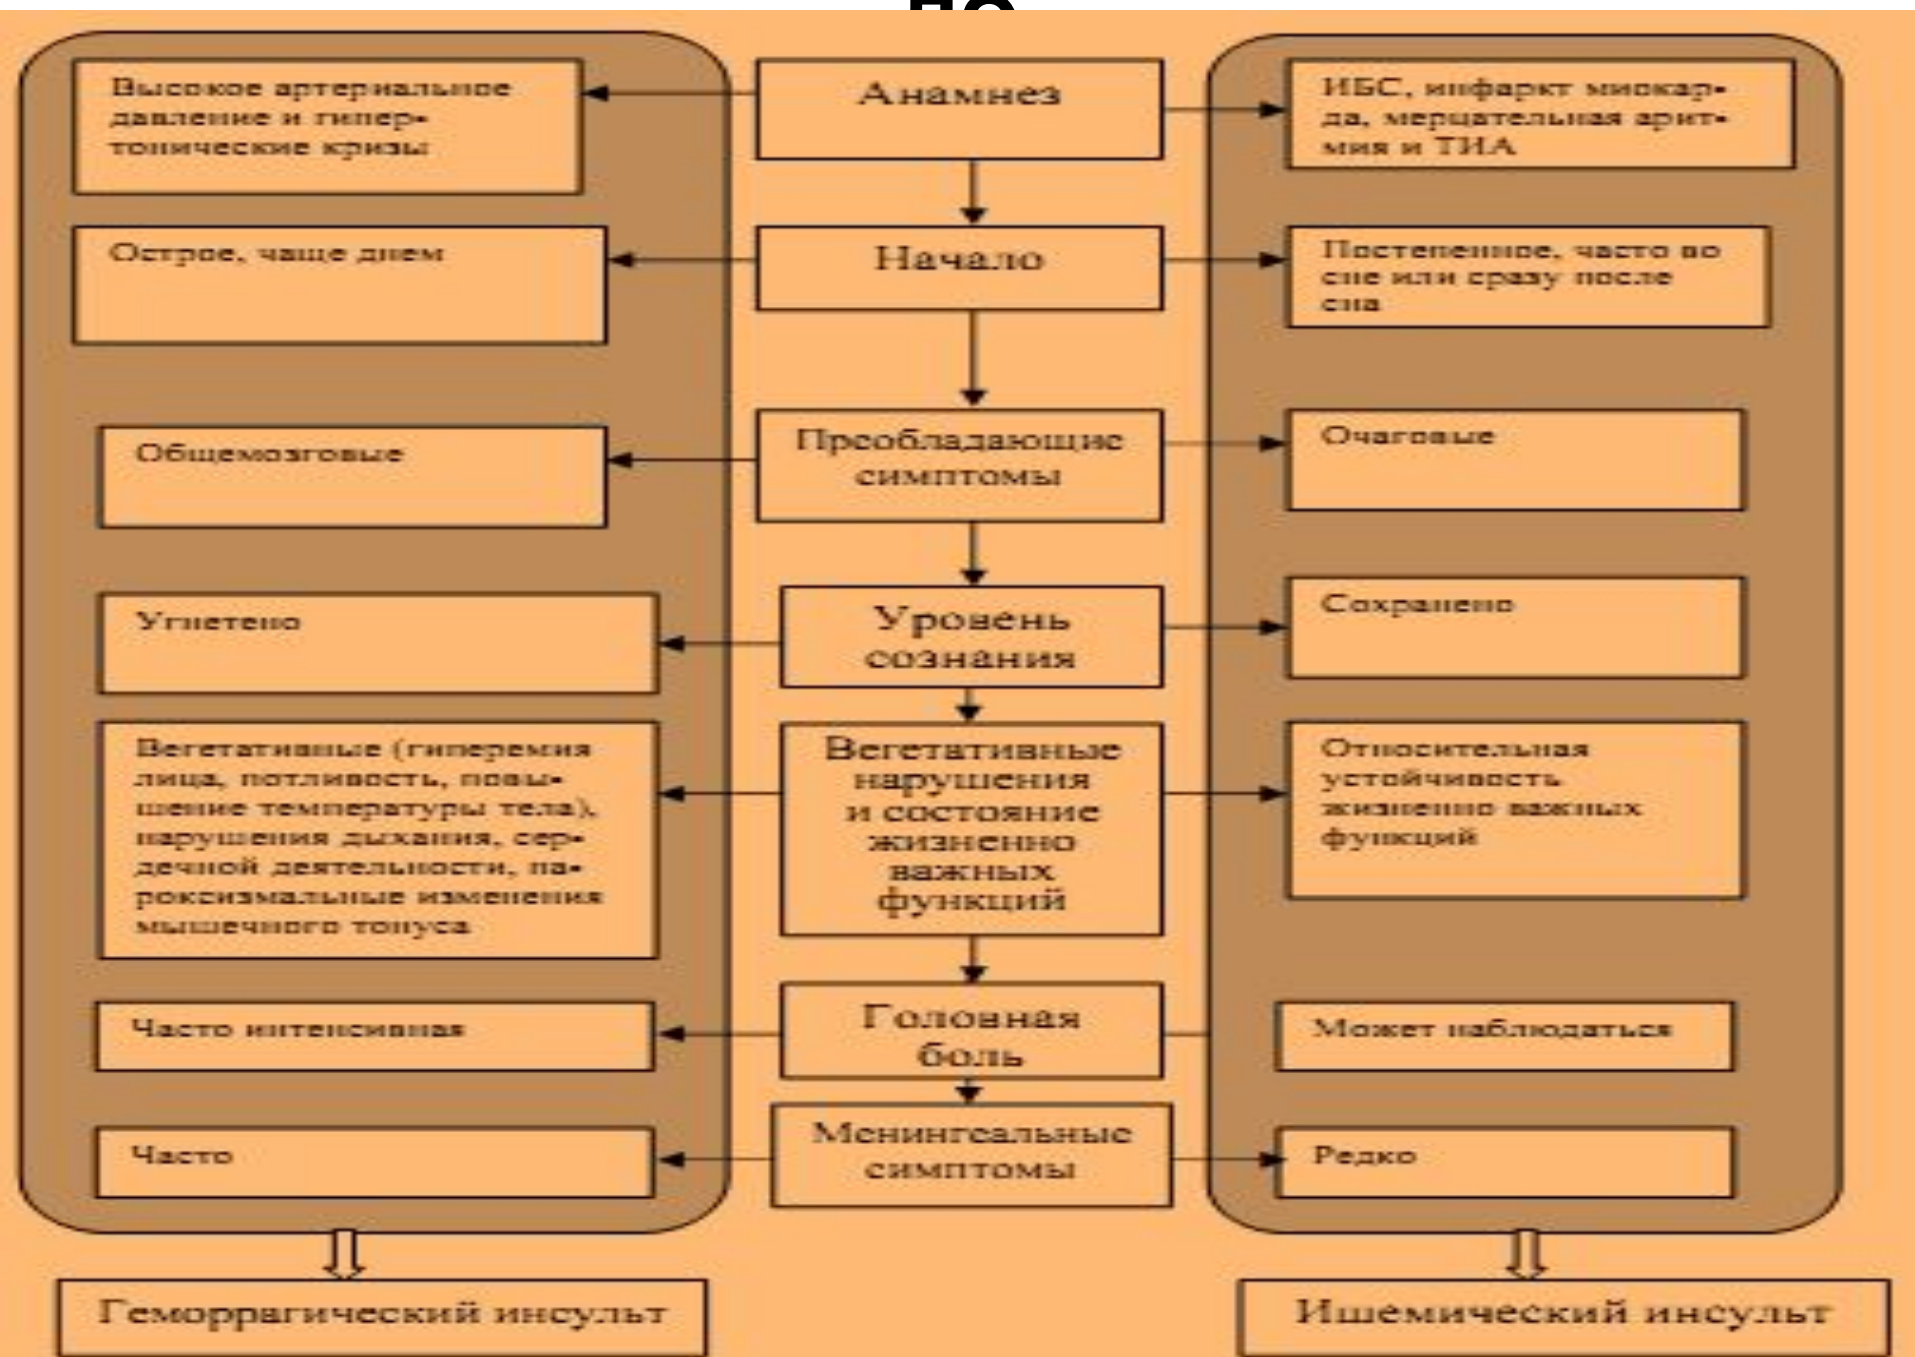 Высокое артериальное
давление и гипер-
тонические кризы
Анамнез
ИБС, инфаркт миокар-
да, мерцательная арит-
мия и ТИА
Острое, чаще днем
Начало
Постепенное, часто во
сне или сразу после
сна
Общемозговые
Преобладающие
симптомы
Очаговые
Угнетено
Уровень
сознания
Сохранено
Вегетативные (гиперемия
лица, потливость, повы-
шение температуры тела),
нарушения дыхания, сер-
дечной деятельности, па-
роксизмальные изменения
мышечного тонуса
Вегетативные
нарушения
и состояние
жизненно
важных
функций
Относительная
устойчивость
жизненно важных
функций
Часто интенсивная
Головная
боль
Может наблюдаться
Часто
Менингеальные
симптомы
Редко
Геморрагический инсульт
Ишемический инсульт